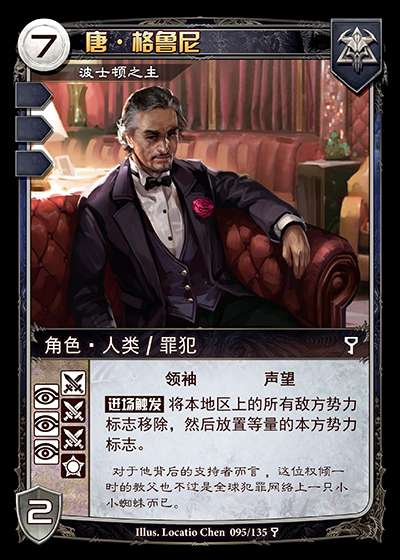 7
唐·格鲁尼
波士顿之主
角色·人类/罪犯
领袖 声望
进场触发 将本地区上的所有敌方势力
标志移除，然后放置等量的本方势力
标志。
对于他背后的支持者而言，这位权倾一
时的教父也不过是全球犯罪网络上一只小
小蜘蛛而已。
2
Illus. Locatio Chen 095/135